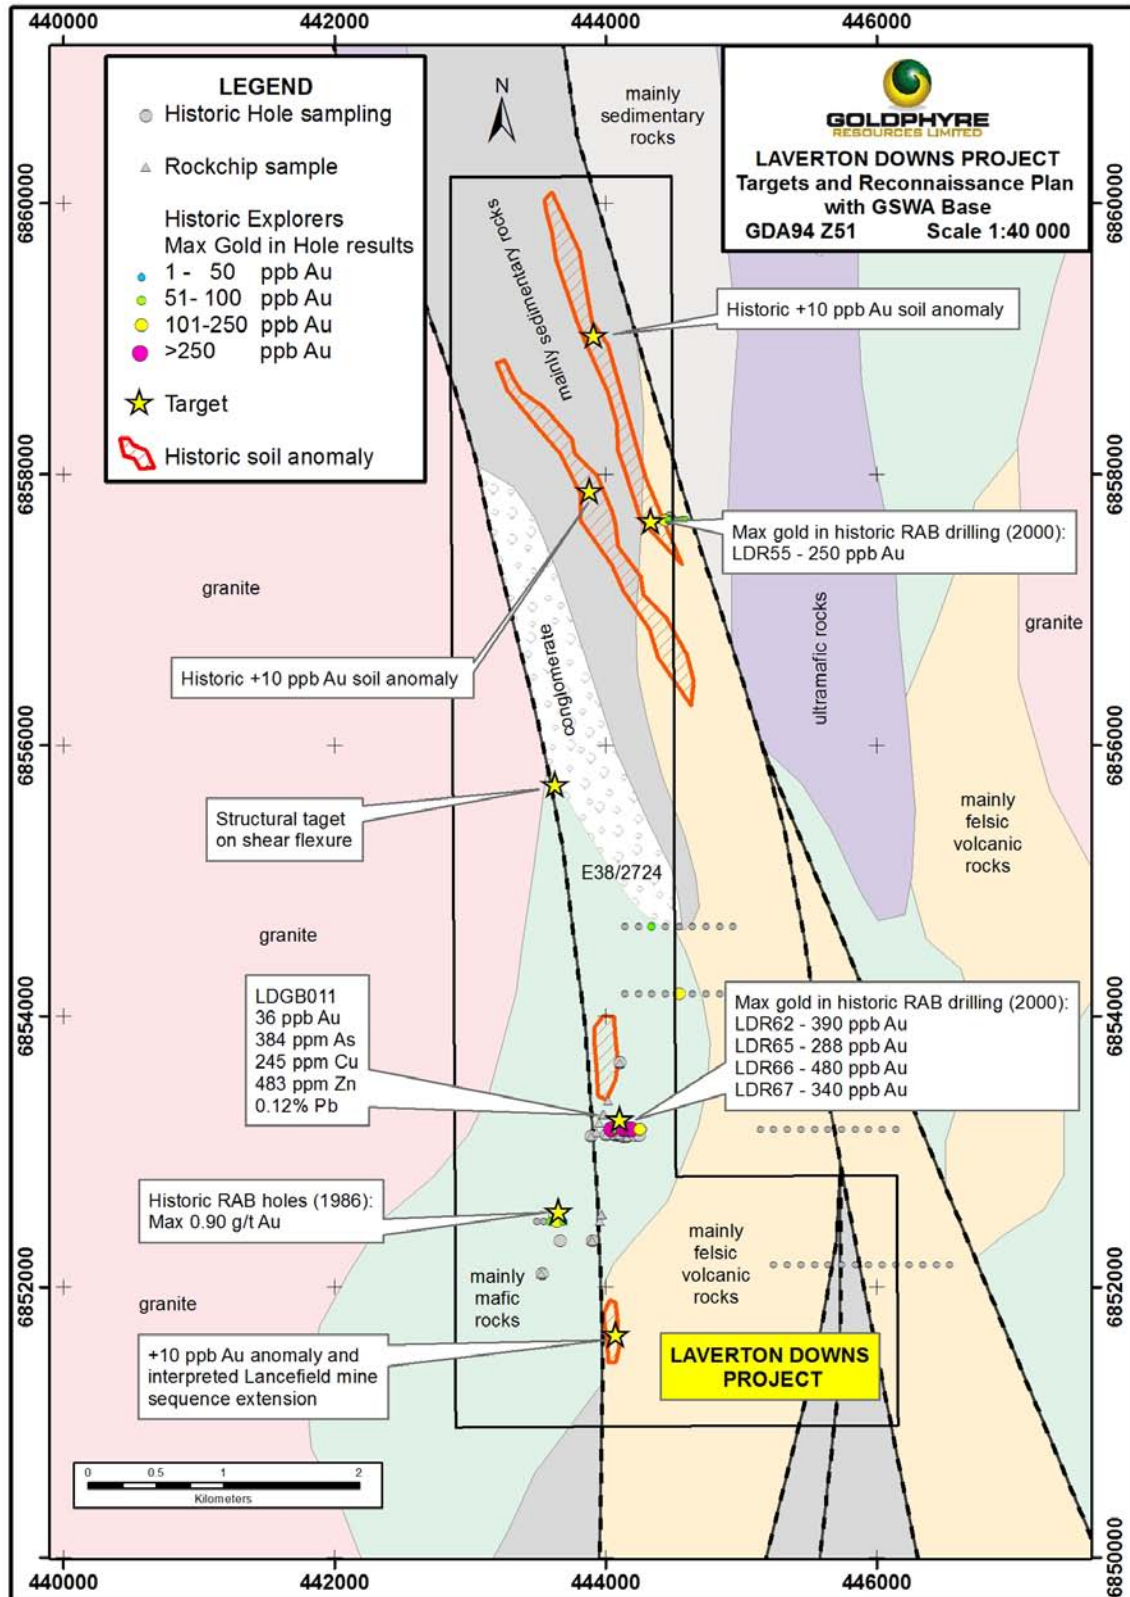 440000
442000
444000
446000
LEGEND
Historic Hole sampling
Rockchip sample
Historic Explorers
Max Gold in Hole results
1 - 50 ppb Au
51- 100 ppb Au
101-250 ppb Au
>250 ppb Au
Target
Historic soil anomaly
N
mainly
sedimentary
rocks
GOLDPHYRE
RESOURCES LIMITED
LAVERTON DOWNS PROJECT
Targets and Reconnaissance Plan
with GSWA Base
GDA94 Z51 Scale 1:40 000
6860000
6860000
mainly sedimentary rocks
Historic +10 ppb Au soil anomaly
6858000
6858000
Max gold in historic RAB drilling (2000):
LDR55 - 250 ppb Au
granite
ultramafic rocks
granite
Historic +10 ppb Au soil anomaly
conglomerate
6856000
6856000
Structural taget
on shear flexure
mainly
felsic
volcanic
rocks
E38/2724
granite
LDGB011
36 ppb Au
384 ppm As
245 ppm Cu
483 ppm Zn
0.12% Pb
Max gold in historic RAB drilling (2000):
LDR62 - 390 ppb Au
LDR65 - 288 ppb Au
LDR66 - 480 ppb Au
LDR67 - 340 ppb Au
6854000
6854000
Historic RAB holes (1986):
Max 0.90 g/t Au
mainly
felsic
volcanic
rocks
mainly
mafic
rocks
granite
6852000
6852000
+10 ppb Au anomaly and
interpreted Lancefield mine
sequence extension
LAVERTON DOWNS
PROJECT
0 0.5 1 2
Kilometers
6850000
440000
442000
444000
446000